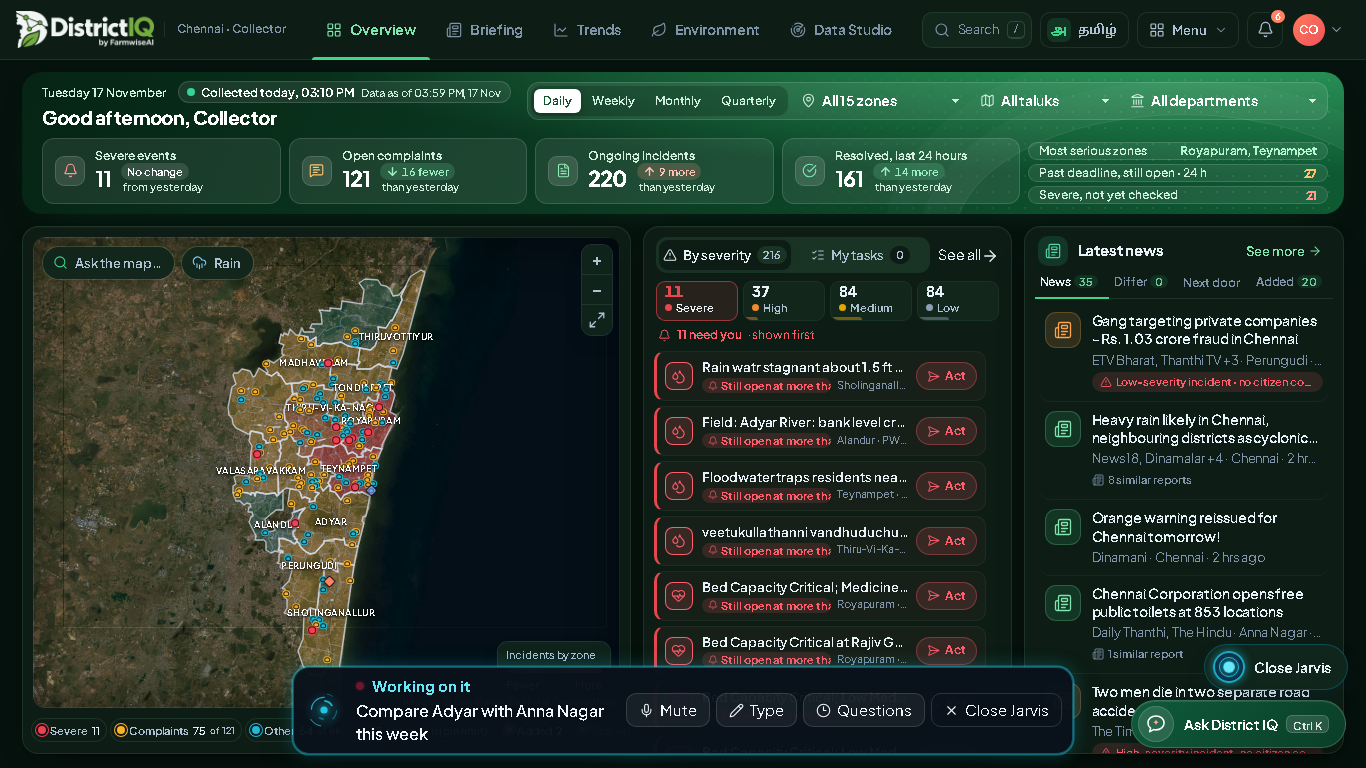 DistrictIQ
by FarmwiseAI
Chennai · Collector
Overview
Briefing
Trends
Environment
Data Studio
Search /
அ தமிழ்
Menu
6
CO
Tuesday 17 November
Collected today, 03:10 PM Data as of 03:59 PM, 17 Nov
Good afternoon, Collector
Daily
Weekly
Monthly
Quarterly
All 15 zones
All taluks
All departments
Severe events
11 No change
from yesterday
Open complaints
121 ↓ 16 fewer
than yesterday
Ongoing incidents
220 ↑ 9 more
than yesterday
Resolved, last 24 hours
161 ↑ 14 more
than yesterday
Most serious zones Royapuram, Teynampet
Past deadline, still open · 24 h 27
Severe, not yet checked 21
Ask the map...
Rain
+
−
THIRUVOTTIYUR
TEYNAMPET
VALASARAVAKKAM
ADYAR
PERUNGUDI
SHOLINGANALLUR
Incidents by zone
Severe 11
Complaints 75 of 121
By severity 216
My tasks 0
See all →
11
Severe
37
High
84
Medium
84
Low
11 need you · shown first
Rain watr stagnant about 1.5 ft ...
Still open at more th
Sholinganall...
Act
Field: Adyar River: bank level cr...
Still open at more th
Alandur · PW...
Act
Floodwater traps residents nea...
Still open at more th
Teynampet · ...
Act
veetukulla thanni vandhuduchu...
Still open at more th
Thiru-Vi-Ka-...
Act
Bed Capacity Critical; Medicine...
Still open at more th
Royapuram · ...
Act
Bed Capacity Critical at Rajiv G...
Still open at more th
Royapuram · ...
Act
Latest news
See more →
News 35
Differ 0
Next door
Added 20
Gang targeting private companies
– Rs. 1.03 crore fraud in Chennai
ETV Bharat, Thanthi TV +3 · Perungudi · ...
Low-severity incident · no citizen co...
Heavy rain likely in Chennai,
neighbouring districts as cyclonic...
News18, Dinamalar +4 · Chennai · 2 hr...
8 similar reports
Orange warning reissued for
Chennai tomorrow!
Dinamani · Chennai · 2 hrs ago
Chennai Corporation opens free
public toilets at 853 locations
Daily Thanthi, The Hindu · Anna Nagar · ...
1 similar report
Two men die in two separate road
Close Jarvis
Ask District IQ Ctrl K
Working on it
Compare Adyar with Anna Nagar
this week
Mute
Type
Questions
Close Jarvis